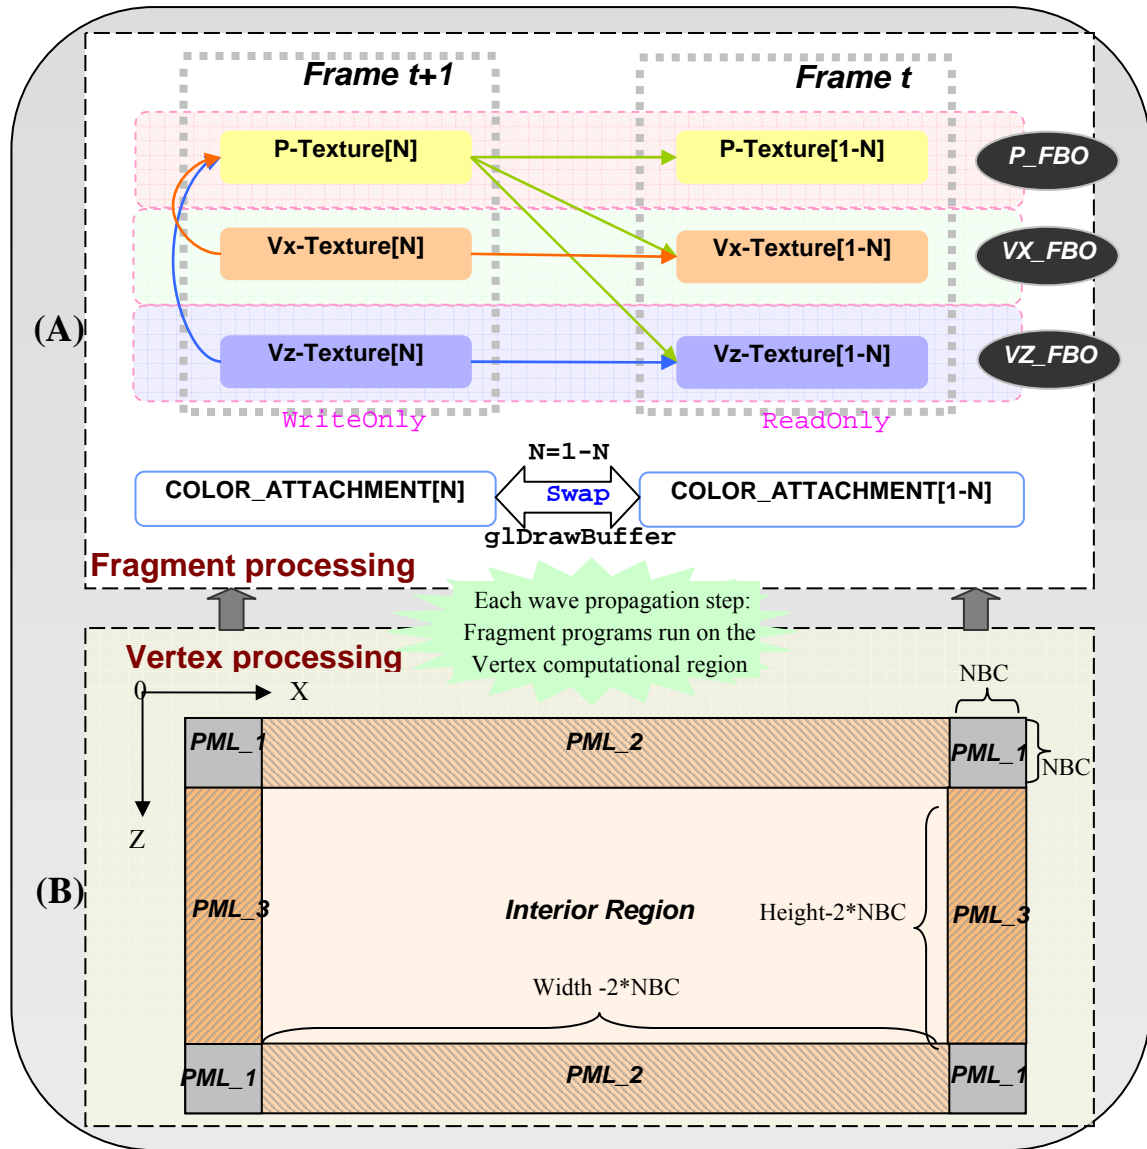 Frame t+1
Frame t
P-Texture[N]
P-Texture[1-N]
P_FBO
Vx-Texture[N]
Vx-Texture[1-N]
VX_FBO
(A)
Vz-Texture[N]
Vz-Texture[1-N]
VZ_FBO
WriteOnly
ReadOnly
N=1-N
COLOR_ATTACHMENT[N]
Swap
COLOR_ATTACHMENT[1-N]
glDrawBuffer
Fragment processing
Each wave propagation step:
Fragment programs run on the
Vertex computational region
Vertex processing
0
X
NBC
PML_1
PML_2
PML_1
NBC
Z
(B)
PML_3
Interior Region
Height-2*NBC
PML_3
Width -2*NBC
PML_1
PML_2
PML_1